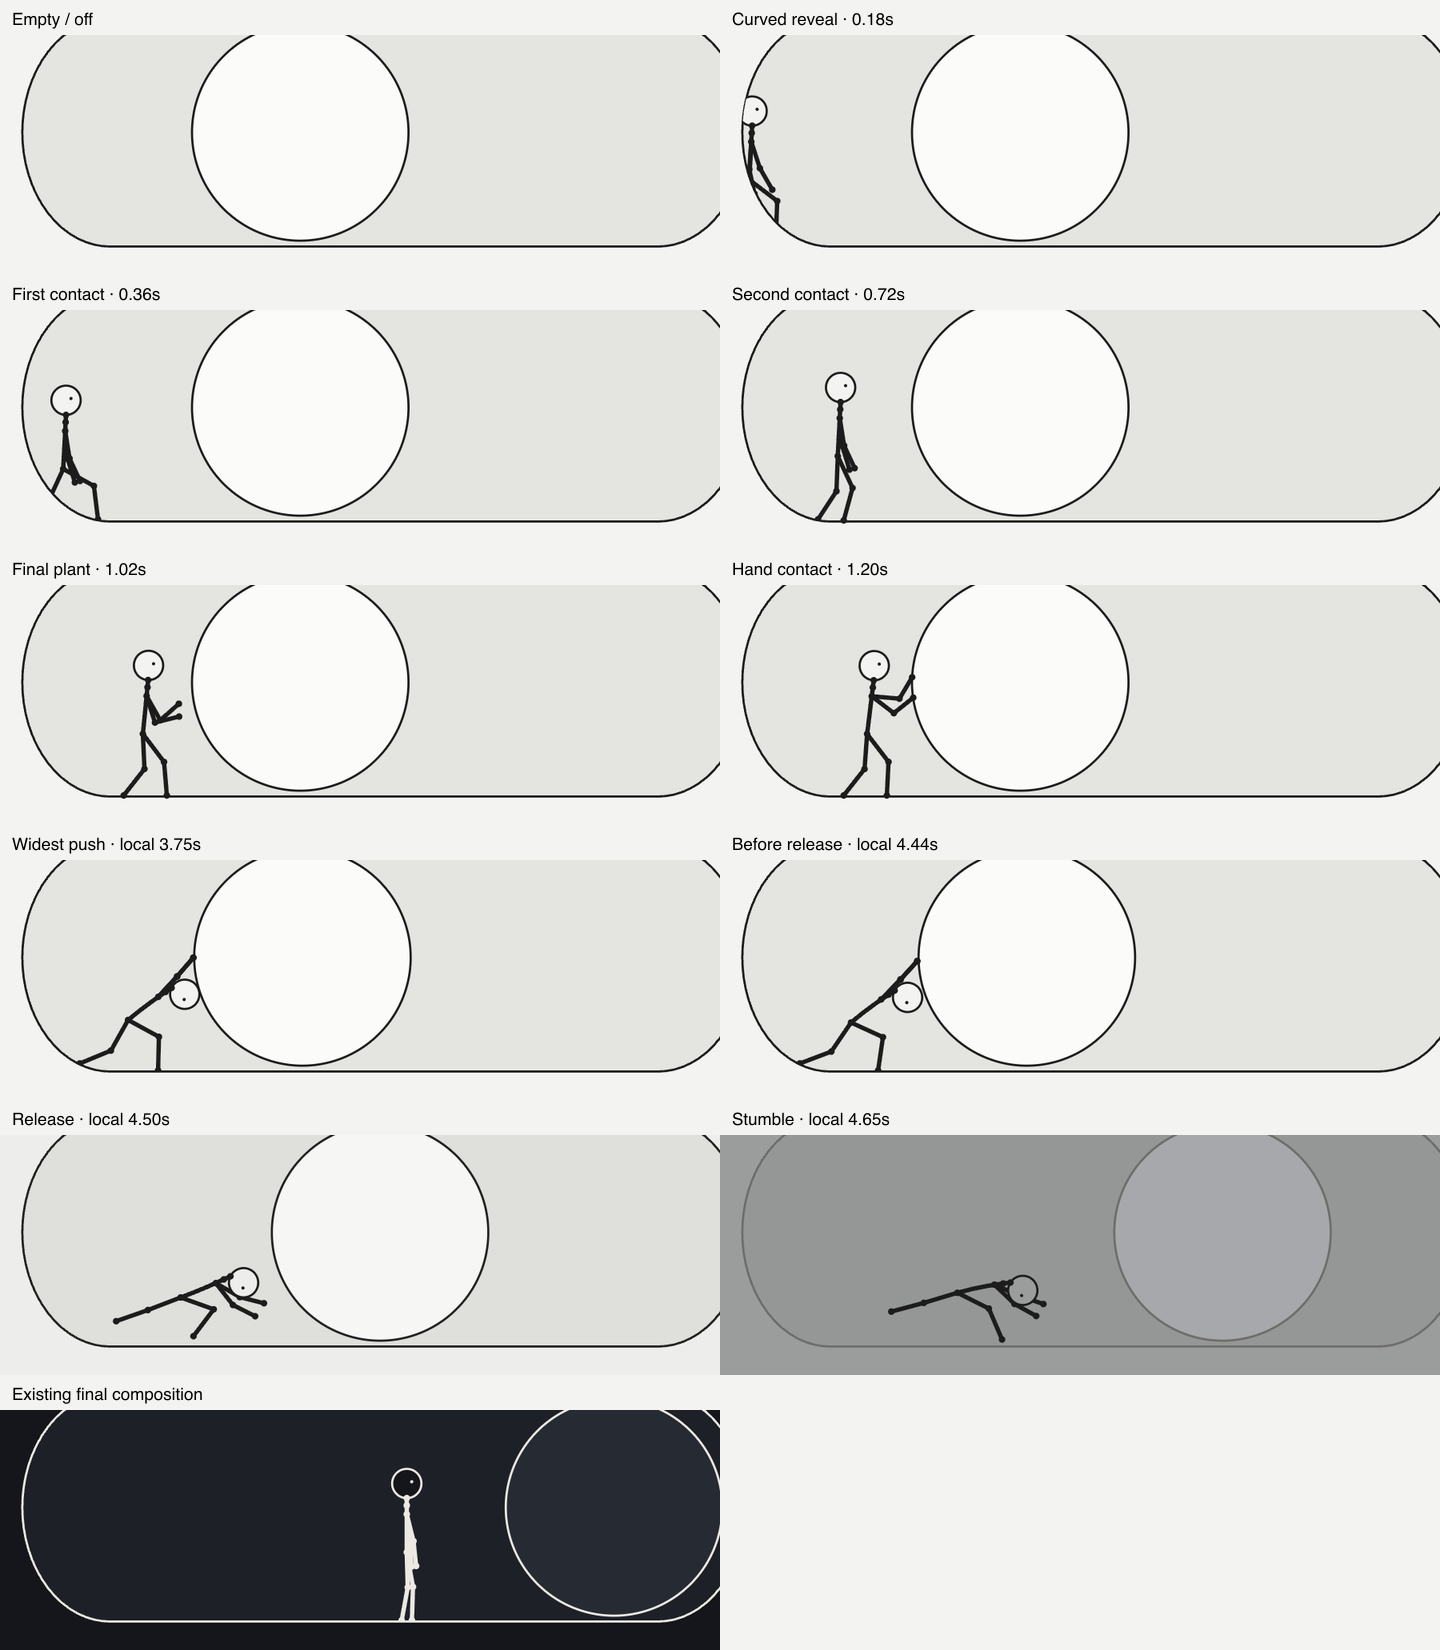 Empty / off
Curved reveal · 0.18s
First contact · 0.36s
Second contact · 0.72s
Final plant · 1.02s
Hand contact · 1.20s
Widest push · local 3.75s
Before release · local 4.44s
Release · local 4.50s
Stumble · local 4.65s
Existing final composition